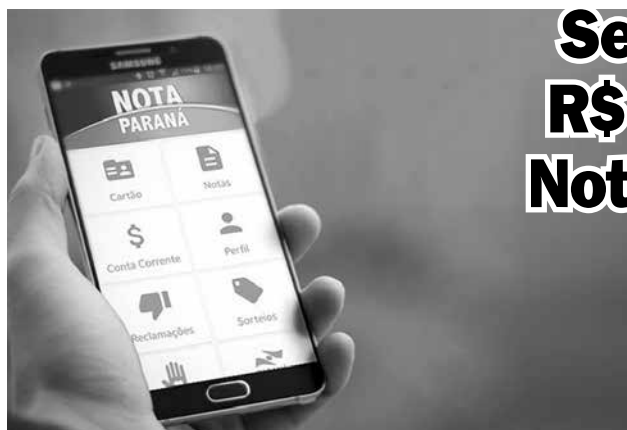 Se
R$
Not
SAMSUNG
NOTA
PARANÁ
Cartão
Notas
Conta Corrente
Perfil
Reclamações
Sorteios